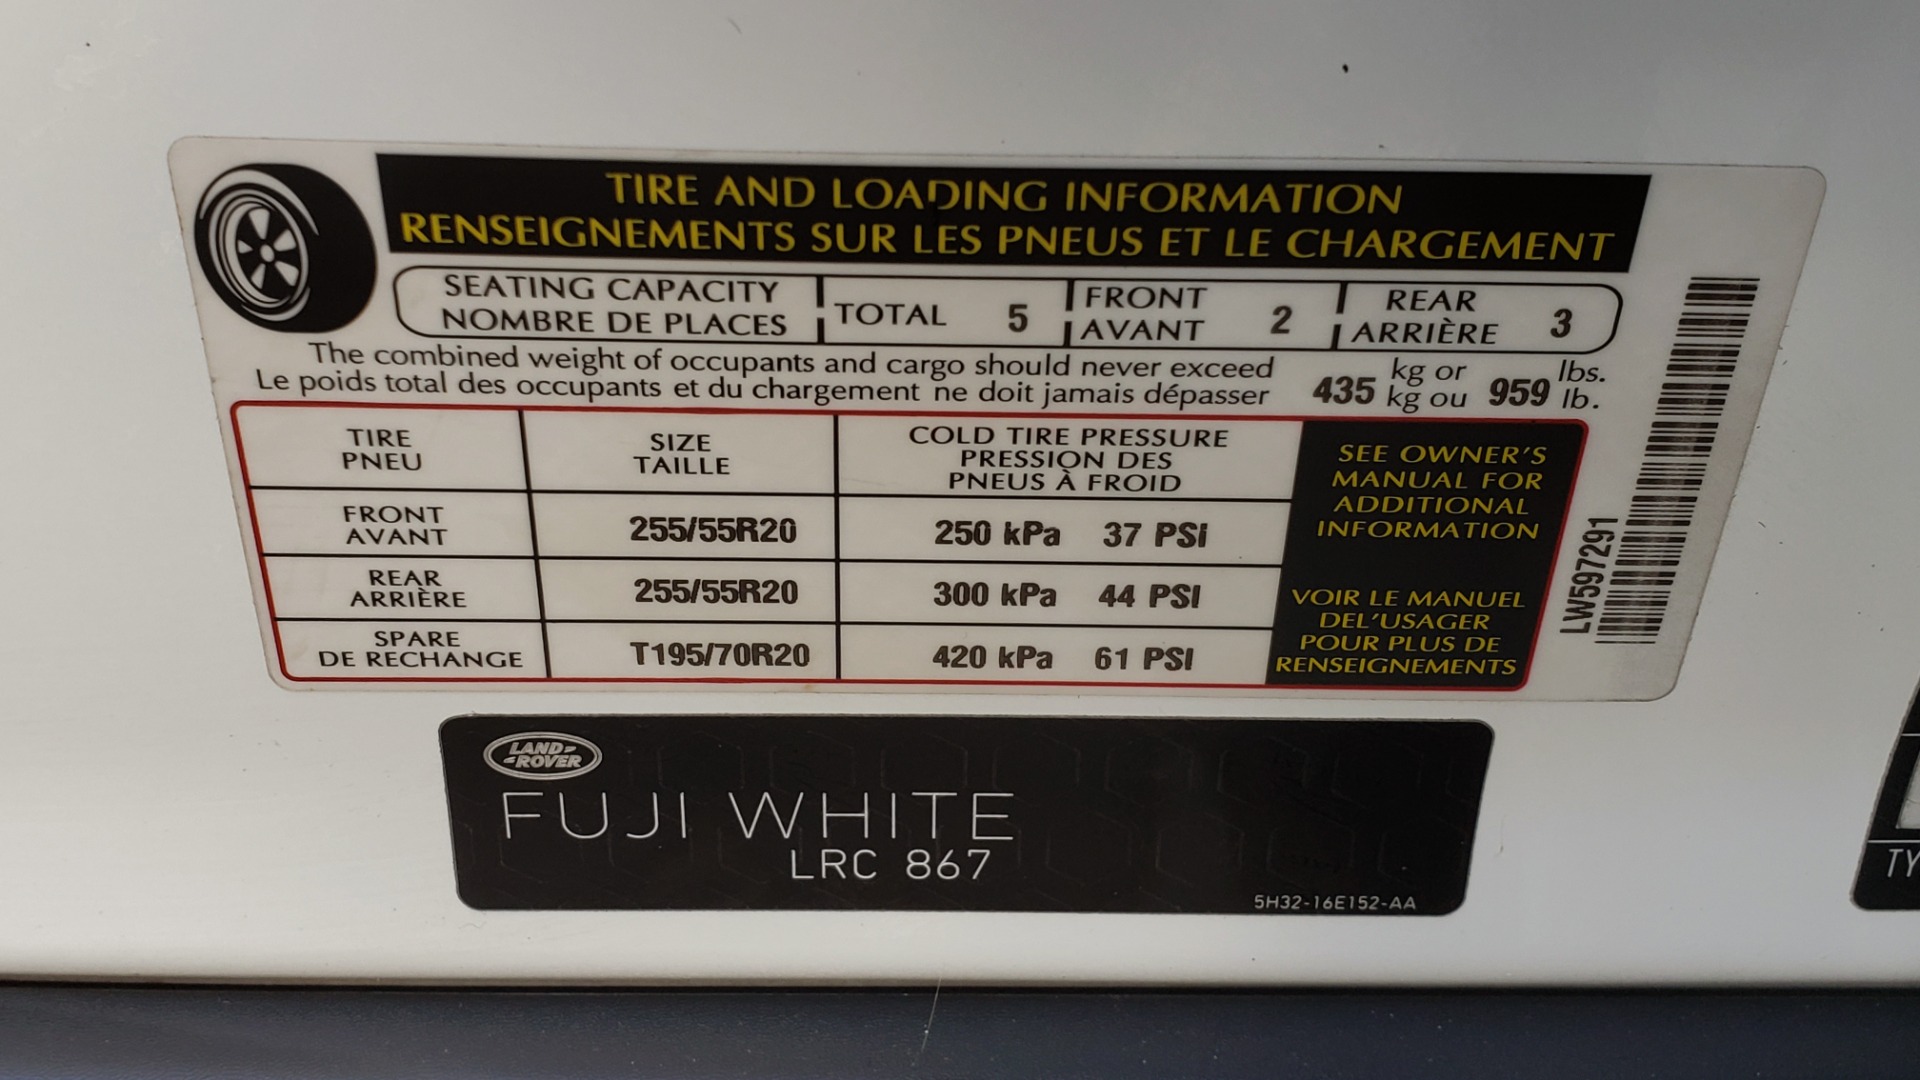 TIRE AND LOADING INFORMATION
RENSEIGNEMENTS SUR LES PNEUS ET LE CHARGEMENT
SEATING CAPACITY
NOMBRE DE PLACES
TOTAL 5
FRONT
AVANT
2
REAR
ARRIÈRE
3
The combined weight of occupants and cargo should never exceed
Le poids total des occupants et du chargement ne doit jamais dépasser
435 kg or
kg ou
959 lbs.
lb.
TIRE
PNEU
SIZE
TAILLE
COLD TIRE PRESSURE
PRESSION DES
PNEUS À FROID
FRONT
AVANT
255/55R20
250 kPa 37 PSI
REAR
ARRIÈRE
255/55R20
300 kPa 44 PSI
SPARE
DE RECHANGE
T195/70R20
420 kPa 61 PSI
SEE OWNER'S
MANUAL FOR
ADDITIONAL
INFORMATION
VOIR LE MANUEL
DEL'USAGER
POUR PLUS DE
RENSEIGNEMENTS
LW597291
LAND-
-ROVER
FUJI WHITE
LRC 867
5H32-16E152-AA
TY